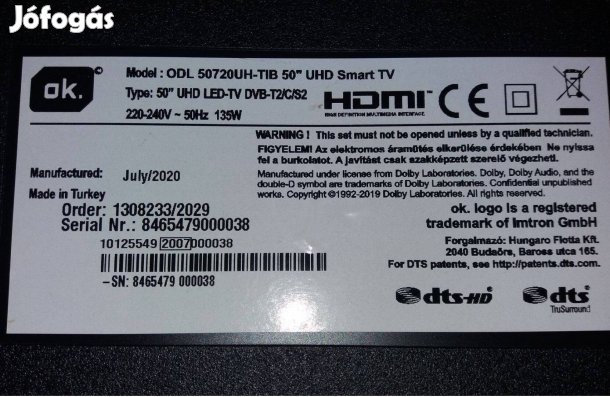 Jófogás
ok.
Model : ODL 50720UH-TIB 50" UHD Smart TV
Type: 50" UHD LED-TV DVB-T2/C/S2
220-240V ~ 50Hz 135W
HDMI
HIGH DEFINITION MULTIMEDIA INTERFACE
CE
WARNING ! This set must not be opened unless by a qualified technician.
FIGYELEM! Az elektromos áramütés elkerülése érdekében Ne nyissa
fel a burkolatot. A javítást csak szakképzett szerelő végezheti.
Manufactured: July/2020
Manufactured under license from Dolby Laboratories. Dolby, Dolby Audio, and the
double-D symbol are trademarks of Dolby Laboratories. Confidential unpublished
works. Copyright ©1992-2019 Dolby Laboratories. All rights reserved.
Made in Turkey
Order: 1308233/2029
Serial Nr.: 8465479000038
10125549 2007 000038
–SN: 8465479 000038
ok. logo is a registered
trademark of Imtron GmbH
Forgalmazó: Hungaro Flotta Kft.
2040 Budaörs, Baross utca 165.
For DTS patents, see http://patents.dts.com.
dts-HD
dts
TruSurround